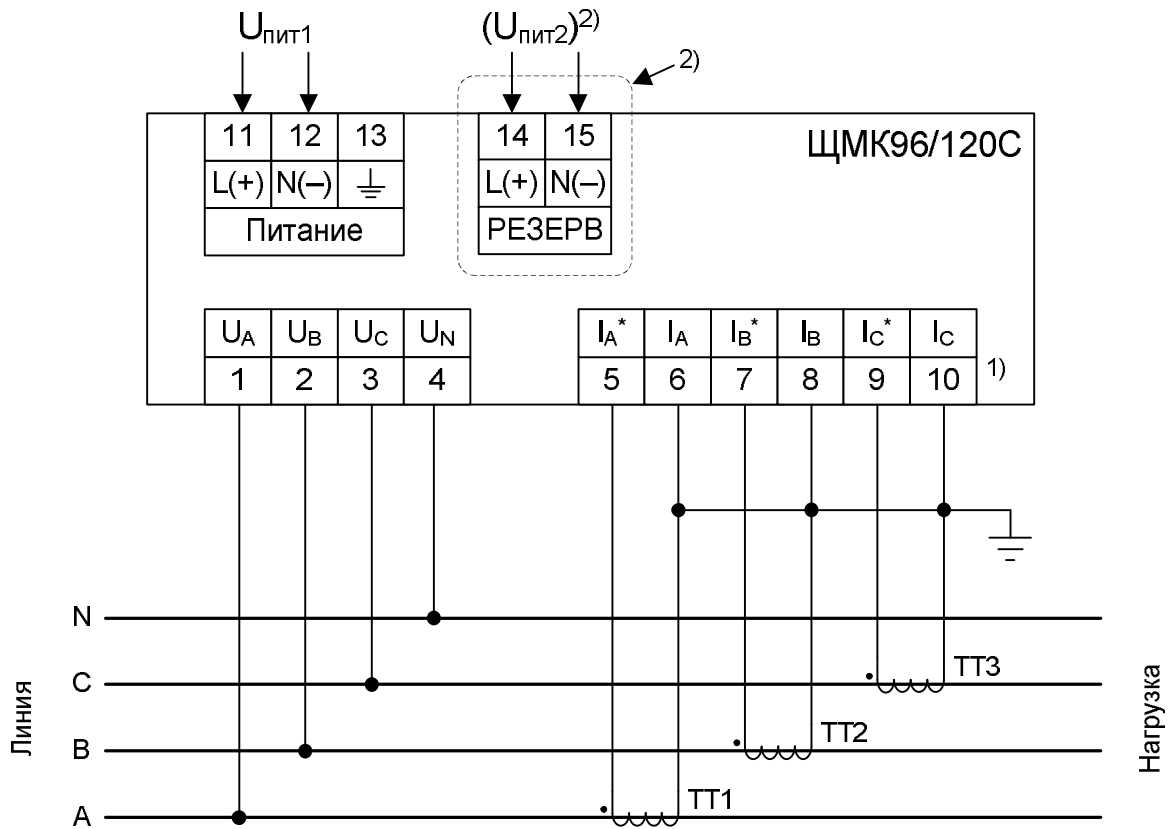 Uпит1 (Uпит2)2)
2)
11 12 13 14 15 ЩМК96/120С
L(+) N(–) L(+) N(–)
Питание РЕЗЕРВ
UA UB UC UN IA* IA IB* IB IC* IC
1 2 3 4 5 6 7 8 9 10 1)
N
C ТТ3
B ТТ2
A ТТ1
Линия
Нагрузка